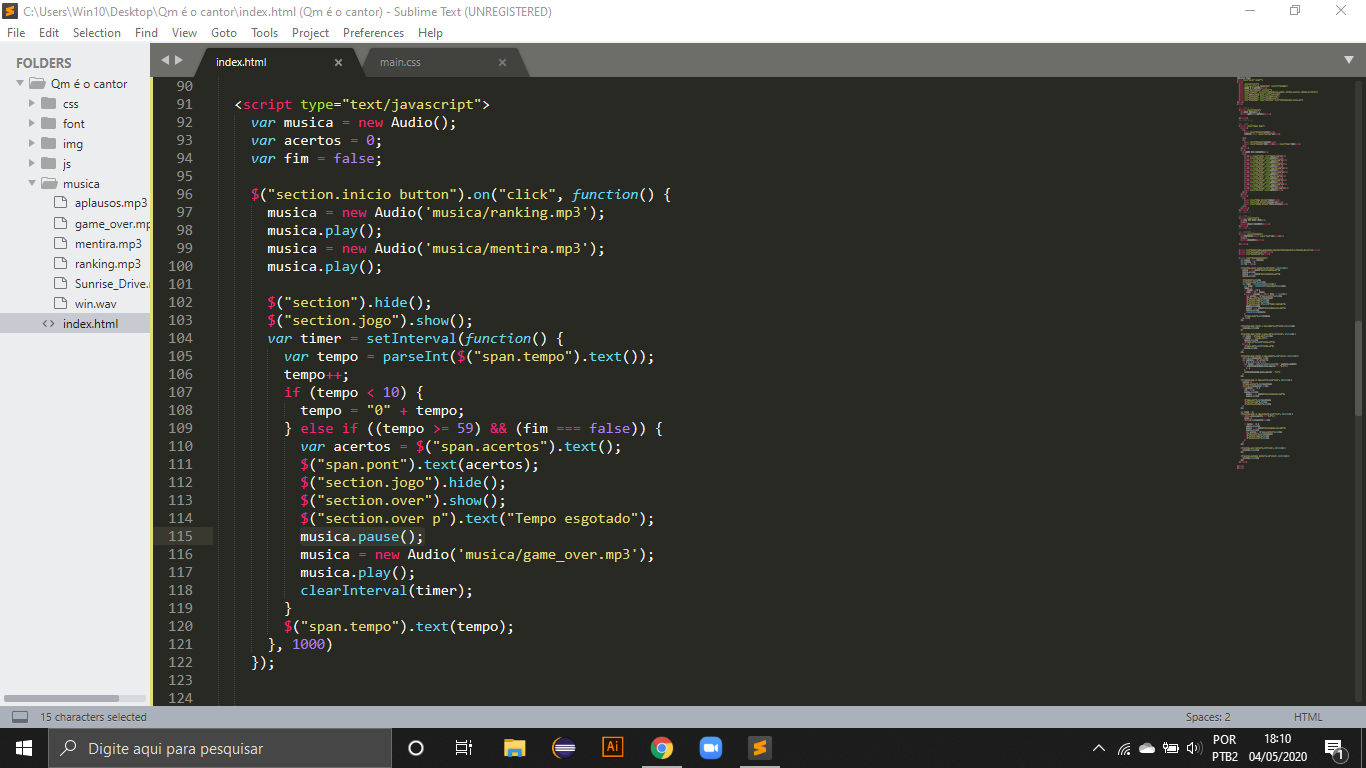 C:\Users\Win10\Desktop\Qm é o cantor\index.html (Qm é o cantor) - Sublime Text (UNREGISTERED)
File Edit Selection Find View Goto Tools Project Preferences Help
FOLDERS
Qm é o cantor
css
font
img
js
musica
aplausos.mp3
game_over.mp
mentira.mp3
ranking.mp3
Sunrise_Drive.
win.wav
<> index.html
index.html × main.css ×
90
91 <script type="text/javascript">
92 var musica = new Audio();
93 var acertos = 0;
94 var fim = false;
95
96 $("section.inicio button").on("click", function() {
97 musica = new Audio('musica/ranking.mp3');
98 musica.play();
99 musica = new Audio('musica/mentira.mp3');
100 musica.play();
101
102 $("section").hide();
103 $("section.jogo").show();
104 var timer = setInterval(function() {
105 var tempo = parseInt($("span.tempo").text());
106 tempo++;
107 if (tempo < 10) {
108 tempo = "0" + tempo;
109 } else if ((tempo >= 59) && (fim === false)) {
110 var acertos = $("span.acertos").text();
111 $("span.pont").text(acertos);
112 $("section.jogo").hide();
113 $("section.over").show();
114 $("section.over p").text("Tempo esgotado");
115 musica.pause();
116 musica = new Audio('musica/game_over.mp3');
117 musica.play();
118 clearInterval(timer);
119 }
120 $("span.tempo").text(tempo);
121 }, 1000)
122 });
123
124
15 characters selected Spaces: 2 HTML
Digite aqui para pesquisar
Ai
POR
PTB2
18:10
04/05/2020
1